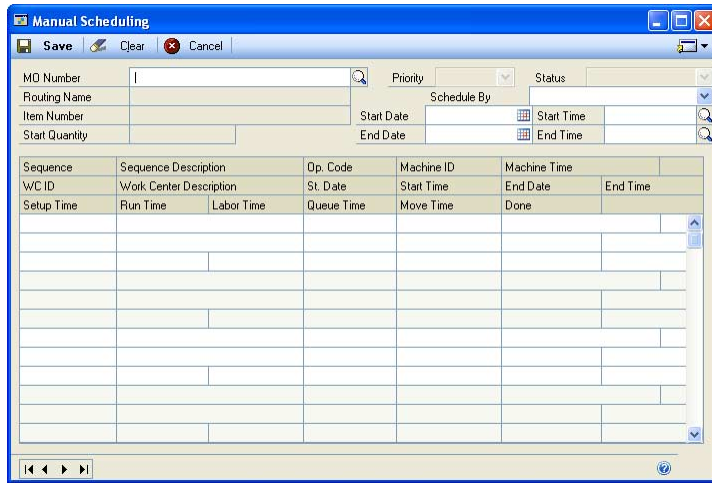 Manual Scheduling
Save Clear Cancel
MO Number Priority Status
Routing Name Schedule By
Item Number Start Date Start Time
Start Quantity End Date End Time
Sequence Sequence Description Op. Code Machine ID Machine Time
WC ID Work Center Description St. Date Start Time End Date End Time
Setup Time Run Time Labor Time Queue Time Move Time Done